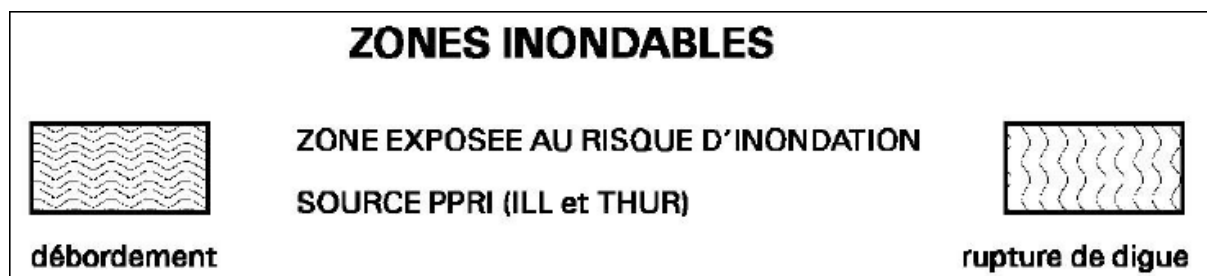 ZONES INONDABLES
ZONE EXPOSEE AU RISQUE D'INONDATION
SOURCE PPRI (ILL et THUR)
débordement
rupture de digue